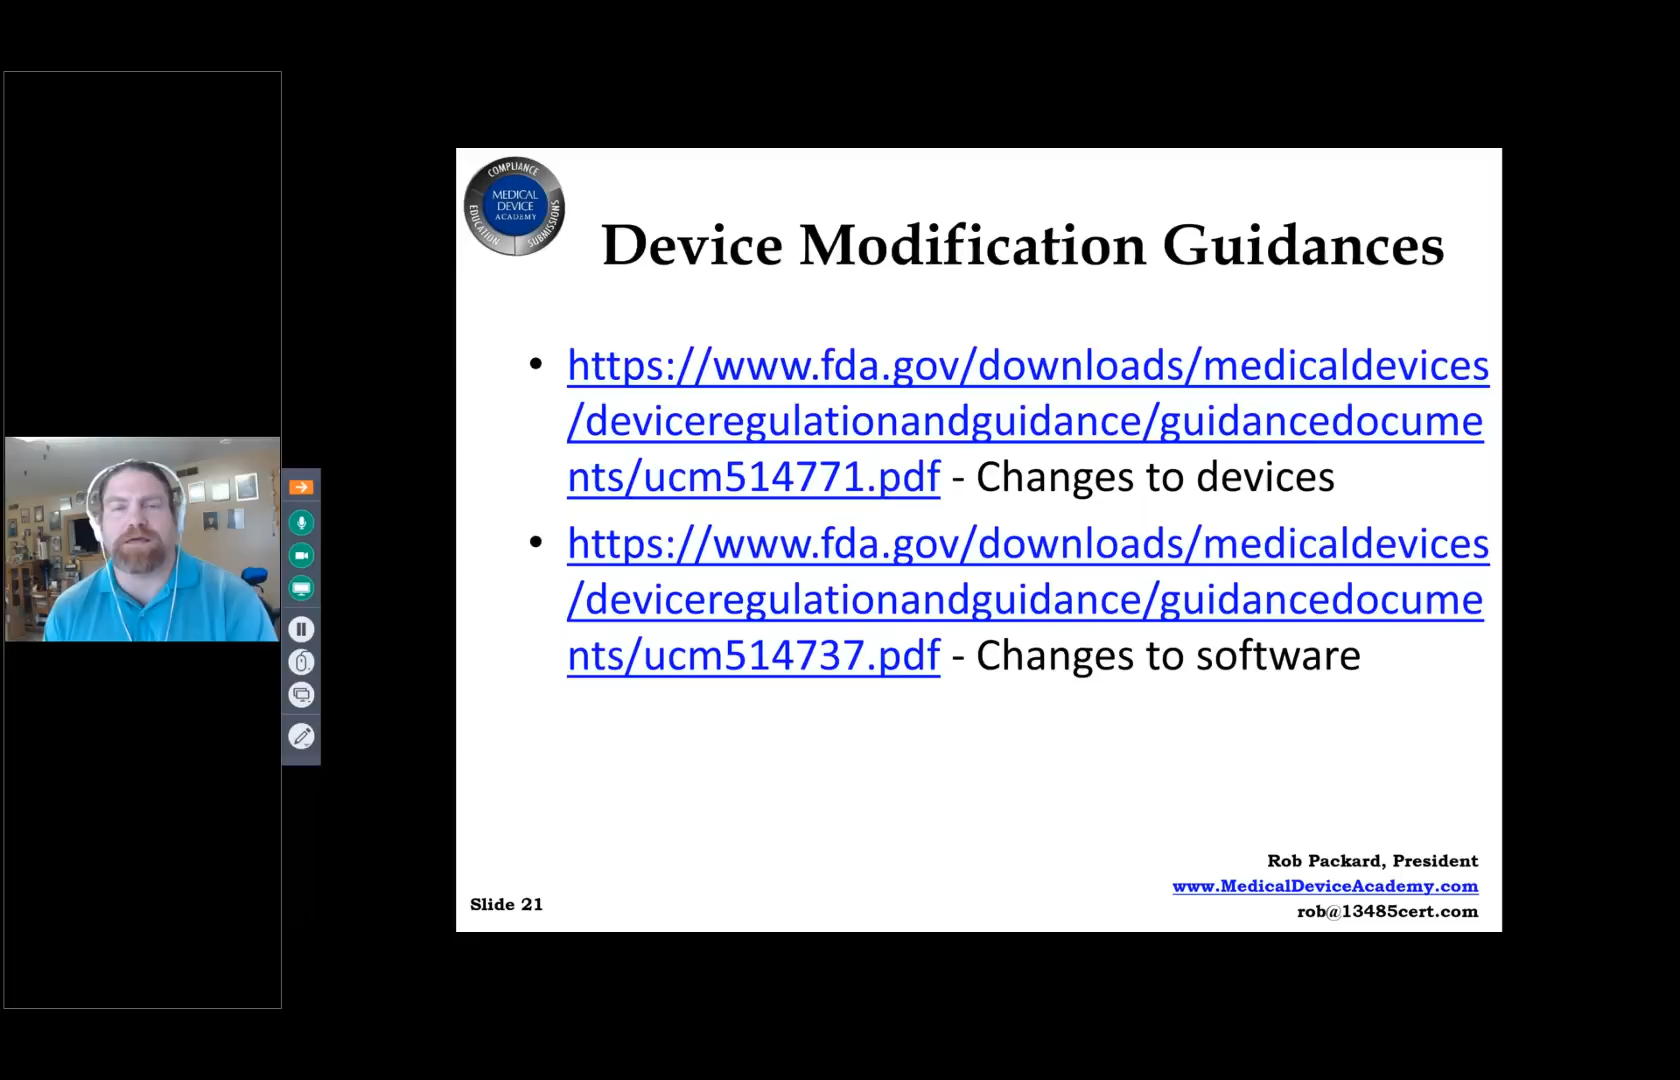 COMPLIANCE
MEDICAL
DEVICE
ACADEMY
EDUCATION
SUBMISSIONS
Device Modification Guidances
• https://www.fda.gov/downloads/medicaldevices
/deviceregulationandguidance/guidancedocume
nts/ucm514771.pdf - Changes to devices
• https://www.fda.gov/downloads/medicaldevices
/deviceregulationandguidance/guidancedocume
nts/ucm514737.pdf - Changes to software
Rob Packard, President
www.MedicalDeviceAcademy.com
Slide 21
rob@13485cert.com